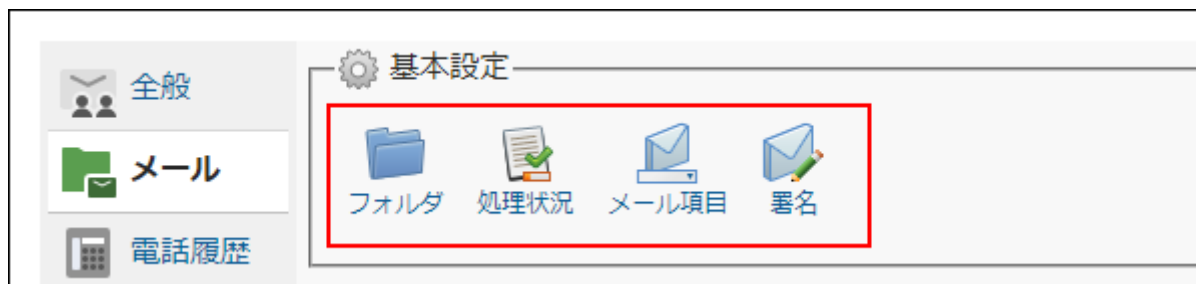 全般
メール
電話履歴
基本設定
フォルダ
処理状況
メール項目
署名